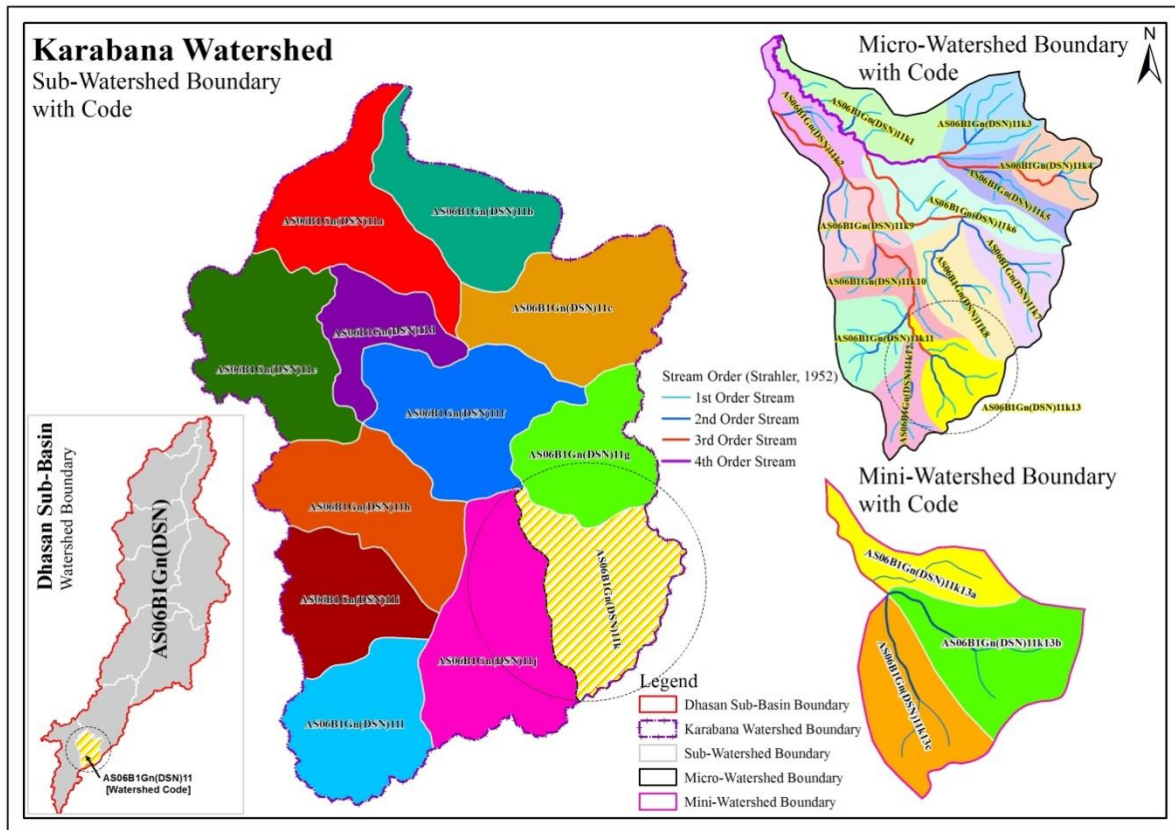 Karabana Watershed
Sub-Watershed Boundary
with Code
AS06B1Gn(DSN)11a
AS06B1Gn(DSN)11b
AS06B1Gn(DSN)11c
AS06B1Gn(DSN)11d
AS06B1Gn(DSN)11e
AS06B1Gn(DSN)11f
AS06B1Gn(DSN)11g
AS06B1Gn(DSN)11h
AS06B1Gn(DSN)11i
AS06B1Gn(DSN)11j
AS06B1Gn(DSN)11k
AS06B1Gn(DSN)11l
Dhasan Sub-Basin
Watershed Boundary
AS06B1Gn(DSN)
AS06B1Gn(DSN)11
[Watershed Code]
Stream Order (Strahler, 1952)
1st Order Stream
2nd Order Stream
3rd Order Stream
4th Order Stream
Legend
Dhasan Sub-Basin Boundary
Karabana Watershed Boundary
Sub-Watershed Boundary
Micro-Watershed Boundary
Mini-Watershed Boundary
Micro-Watershed Boundary
with Code
N
AS06B1Gn(DSN)11k1
AS06B1Gn(DSN)11k2
AS06B1Gn(DSN)11k3
AS06B1Gn(DSN)11k4
AS06B1Gn(DSN)11k5
AS06B1Gn(DSN)11k6
AS06B1Gn(DSN)11k7
AS06B1Gn(DSN)11k8
AS06B1Gn(DSN)11k9
AS06B1Gn(DSN)11k10
AS06B1Gn(DSN)11k11
AS06B1Gn(DSN)11k12
AS06B1Gn(DSN)11k13
Mini-Watershed Boundary
with Code
AS06B1Gn(DSN)11k13a
AS06B1Gn(DSN)11k13b
AS06B1Gn(DSN)11k13c